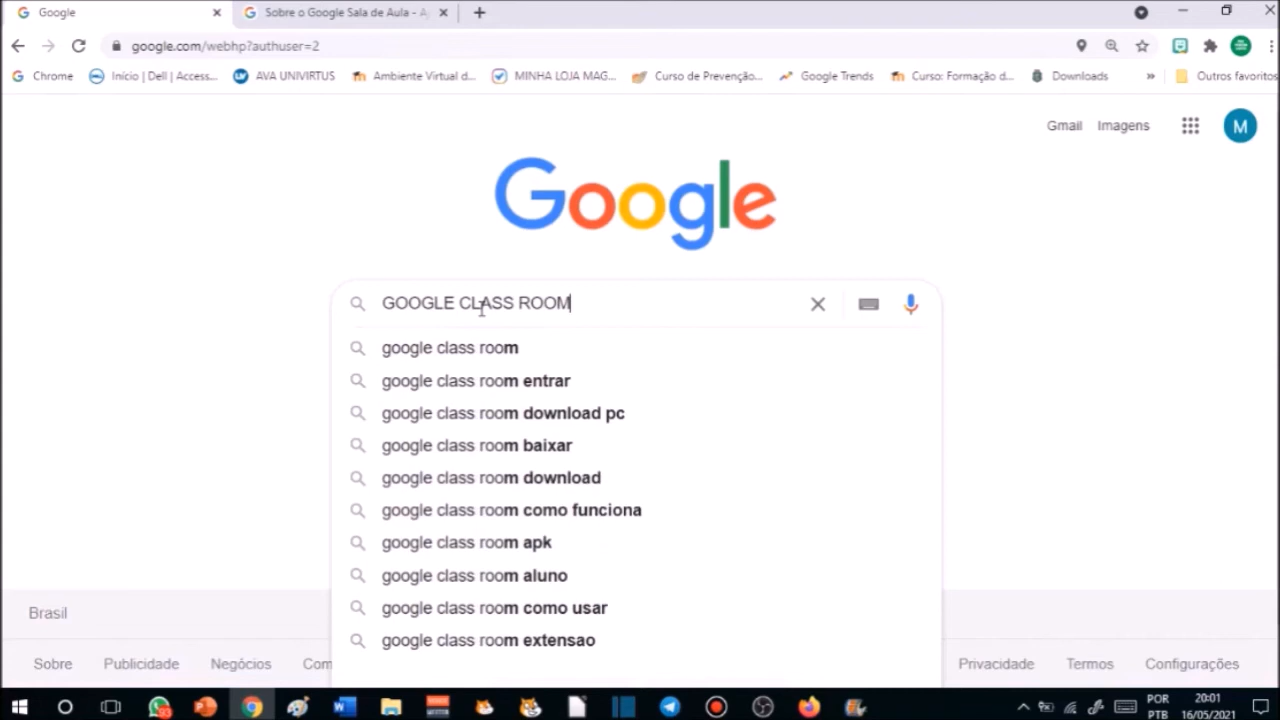 Google
Sobre o Google Sala de Aula - A
google.com/webhp?authuser=2
Chrome
Início | Dell | Access...
AVA UNIVIRTUS
Ambiente Virtual d...
MINHA LOJA MAG...
Curso de Prevenção...
Google Trends
Curso: Formação d...
Downloads
»
Outros favoritos
Gmail
Imagens
M
Google
GOOGLE CLASS ROOM
google class room
google class room entrar
google class room download pc
google class room baixar
google class room download
google class room como funciona
google class room apk
google class room aluno
google class room como usar
google class room extensao
Brasil
Sobre
Publicidade
Negócios
Com
Privacidade
Termos
Configurações
POR
PTB
20:01
16/05/2021